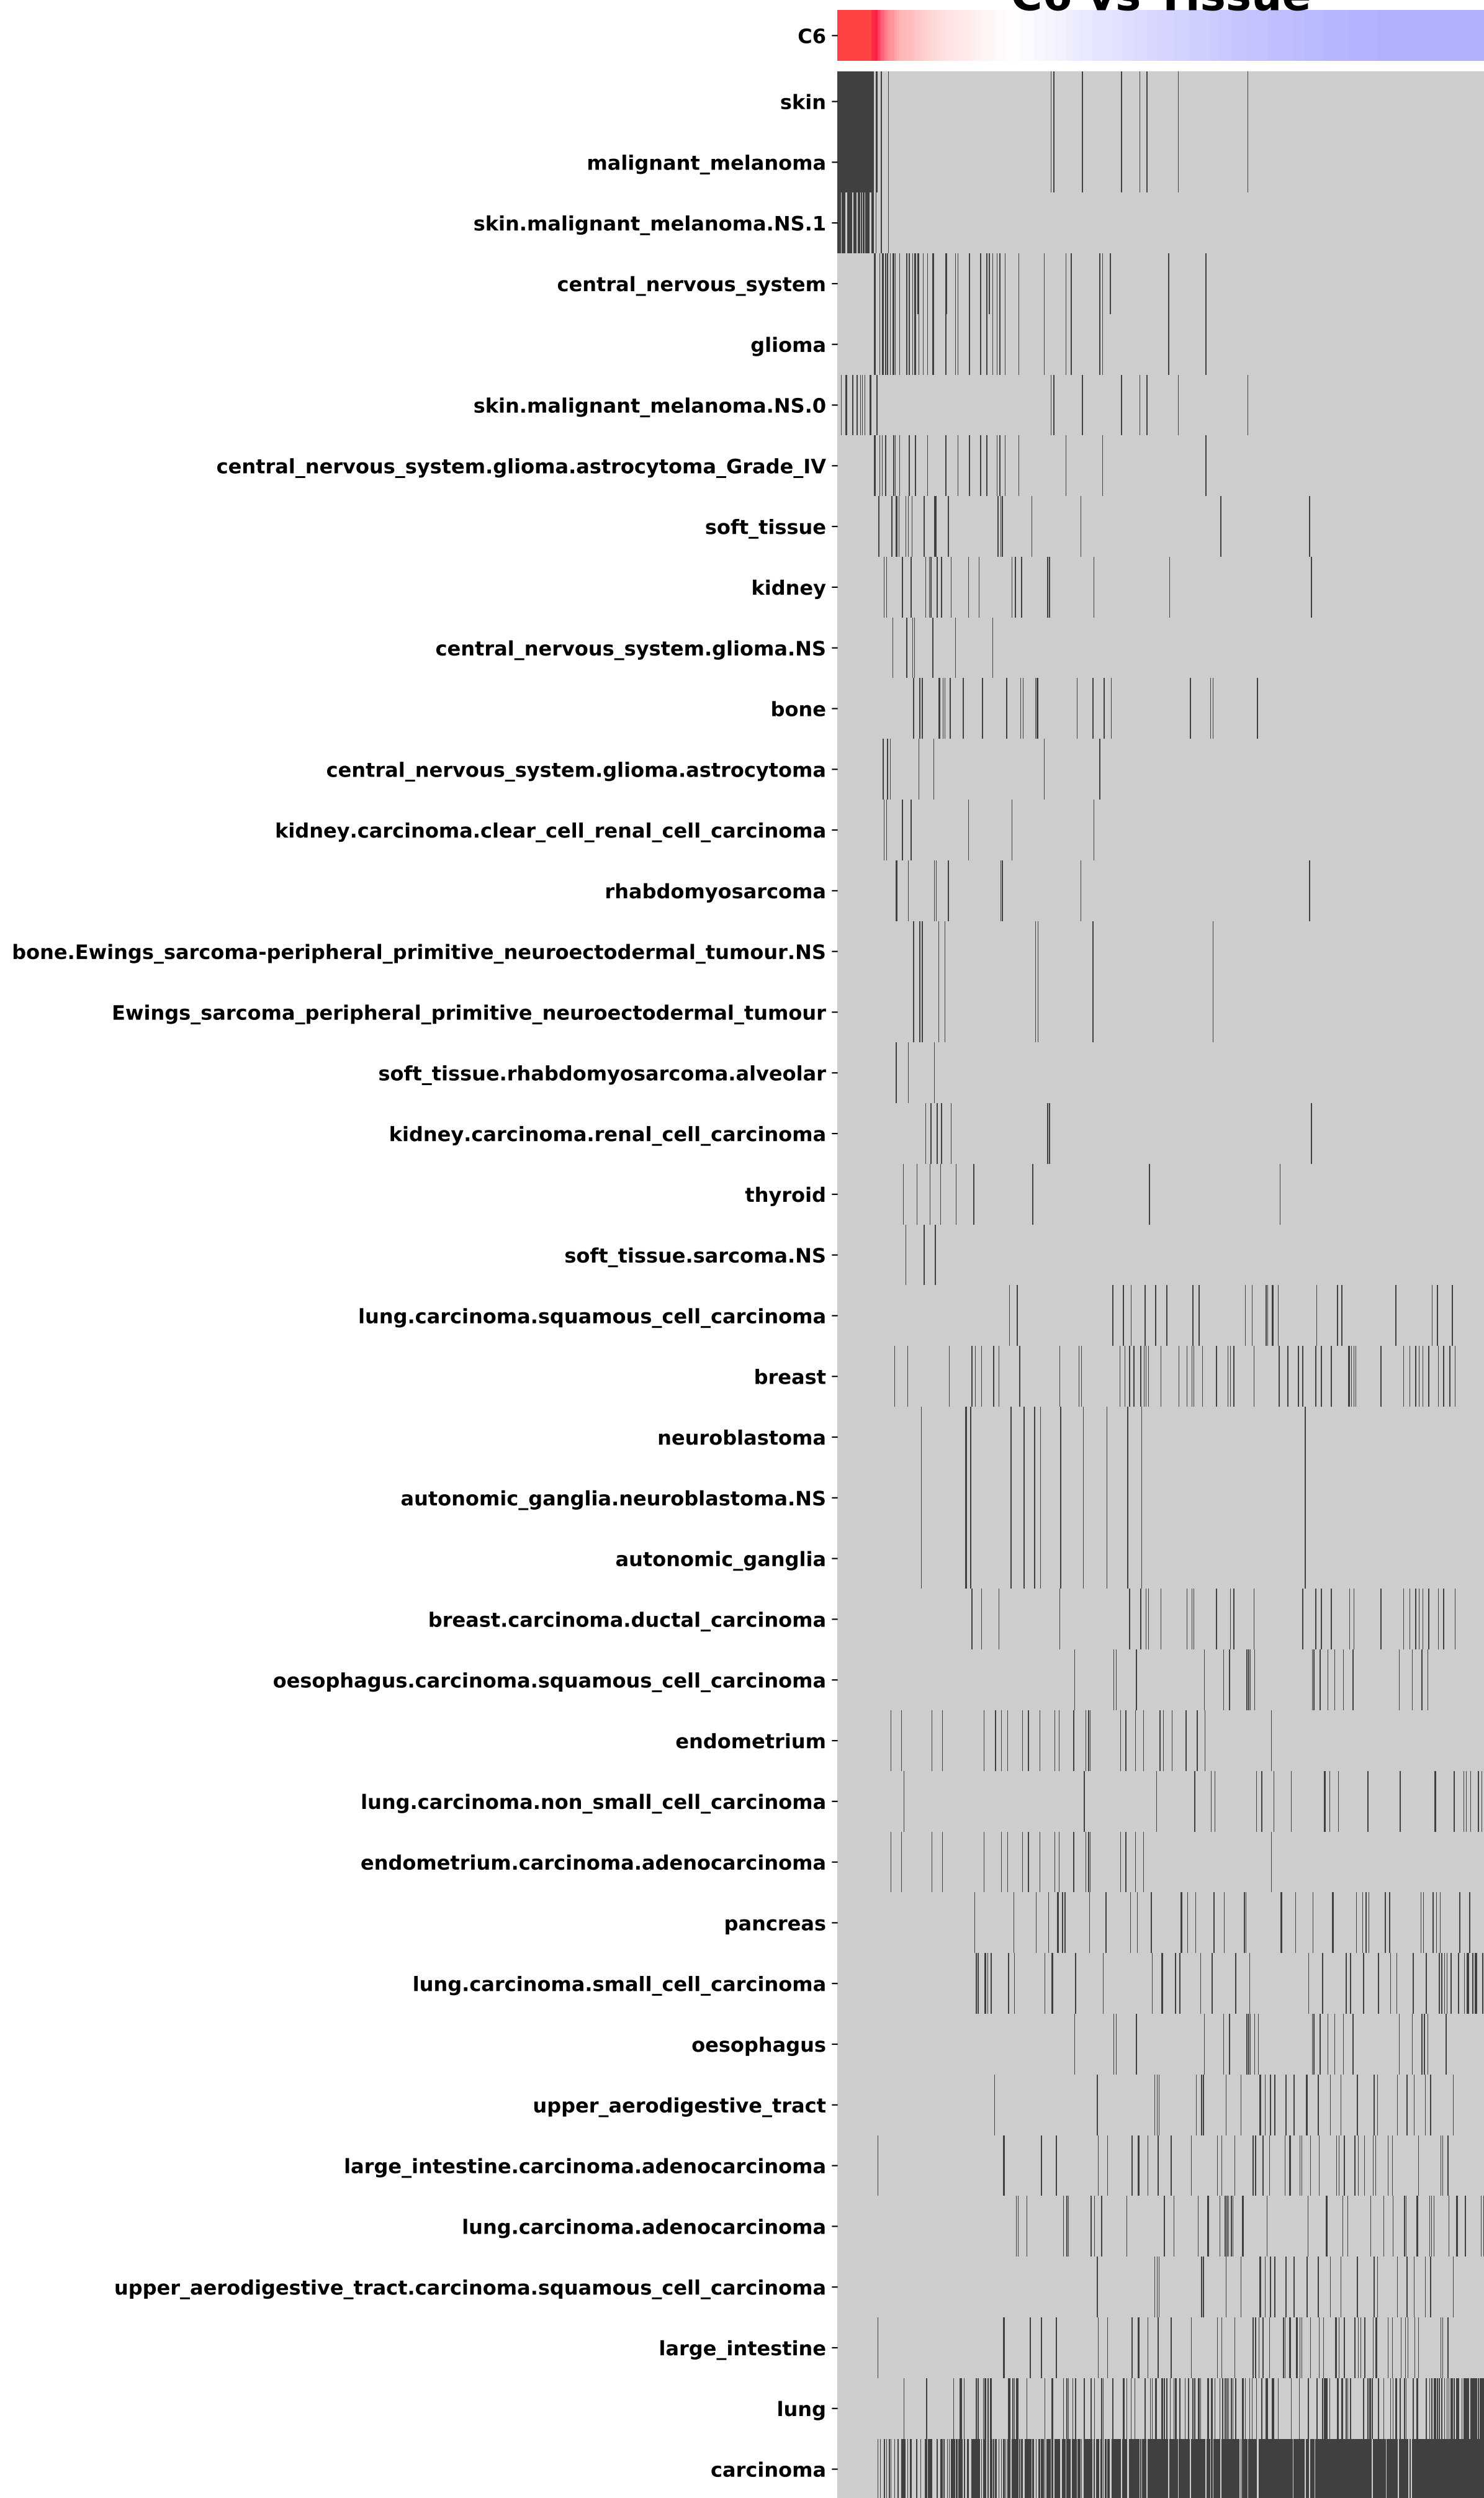 C6 vs Tissue
C6
skin
malignant_melanoma
skin.malignant_melanoma.NS.1
central_nervous_system
glioma
skin.malignant_melanoma.NS.0
central_nervous_system.glioma.astrocytoma_Grade_IV
soft_tissue
kidney
central_nervous_system.glioma.NS
bone
central_nervous_system.glioma.astrocytoma
kidney.carcinoma.clear_cell_renal_cell_carcinoma
rhabdomyosarcoma
bone.Ewings_sarcoma-peripheral_primitive_neuroectodermal_tumour.NS
Ewings_sarcoma_peripheral_primitive_neuroectodermal_tumour
soft_tissue.rhabdomyosarcoma.alveolar
kidney.carcinoma.renal_cell_carcinoma
thyroid
soft_tissue.sarcoma.NS
lung.carcinoma.squamous_cell_carcinoma
breast
neuroblastoma
autonomic_ganglia.neuroblastoma.NS
autonomic_ganglia
breast.carcinoma.ductal_carcinoma
oesophagus.carcinoma.squamous_cell_carcinoma
endometrium
lung.carcinoma.non_small_cell_carcinoma
endometrium.carcinoma.adenocarcinoma
pancreas
lung.carcinoma.small_cell_carcinoma
oesophagus
upper_aerodigestive_tract
large_intestine.carcinoma.adenocarcinoma
lung.carcinoma.adenocarcinoma
upper_aerodigestive_tract.carcinoma.squamous_cell_carcinoma
large_intestine
lung
carcinoma